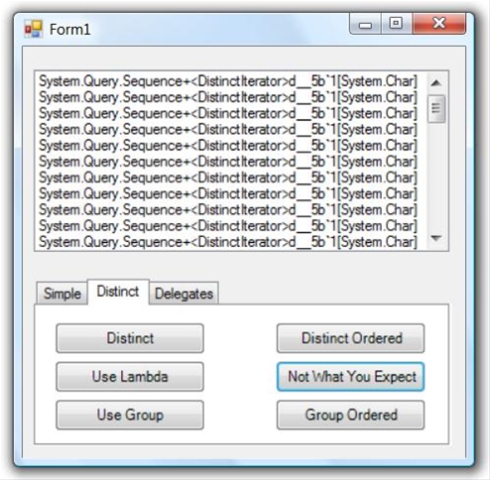 Form1
System.Query.Sequence+<DistinctIterator>d__5b`1[System.Char]
System.Query.Sequence+<DistinctIterator>d__5b`1[System.Char]
System.Query.Sequence+<DistinctIterator>d__5b`1[System.Char]
System.Query.Sequence+<DistinctIterator>d__5b`1[System.Char]
System.Query.Sequence+<DistinctIterator>d__5b`1[System.Char]
System.Query.Sequence+<DistinctIterator>d__5b`1[System.Char]
System.Query.Sequence+<DistinctIterator>d__5b`1[System.Char]
System.Query.Sequence+<DistinctIterator>d__5b`1[System.Char]
System.Query.Sequence+<DistinctIterator>d__5b`1[System.Char]
System.Query.Sequence+<DistinctIterator>d__5b`1[System.Char]
System.Query.Sequence+<DistinctIterator>d__5b`1[System.Char]
Simple Distinct Delegates
Distinct Distinct Ordered
Use Lambda Not What You Expect
Use Group Group Ordered